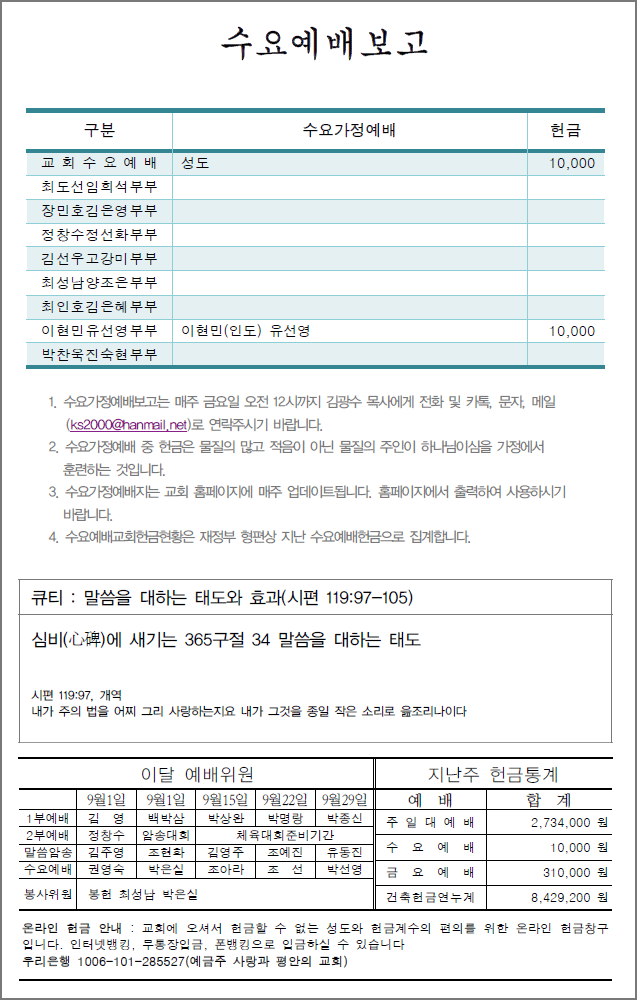 수요예배보고
구분 수요가정예배 헌금
교회수요예배 성도 10,000
최도선임희석부부
장민호김은영부부
정창수정선화부부
김선우고강미부부
최성남양조은부부
최인호김은혜부부
이현민유선영부부 이현민(인도) 유선영 10,000
박찬욱진숙현부부
1. 수요가정예배보고는 매주 금요일 오전 12시까지 김광수 목사에게 전화 및 카톡, 문자, 메일
(ks2000@hanmail.net)로 연락주시기 바랍니다.
2. 수요가정예배 중 헌금은 물질의 많고 적음이 아닌 물질의 주인이 하나님이심을 가정에서
훈련하는 것입니다.
3. 수요가정예배지는 교회 홈페이지에 매주 업데이트됩니다. 홈페이지에서 출력하여 사용하시기
바랍니다.
4. 수요예배교회헌금현황은 재정부 형편상 지난 수요예배헌금으로 집계합니다.
큐티 : 말씀을 대하는 태도와 효과(시편 119:97-105)
심비(心碑)에 새기는 365구절 34 말씀을 대하는 태도
시편 119:97, 개역
내가 주의 법을 어찌 그리 사랑하는지요 내가 그것을 종일 작은 소리로 읊조리나이다
이달 예배위원
9월1일 9월1일 9월15일 9월22일 9월29일
1부예배 김 영 백박삼 박상완 박명랑 박종신
2부예배 정창수 암송대회 체육대회준비기간
말씀암송 김주영 조현화 김영주 조예진 유동진
수요예배 권영숙 박은실 조아라 조 선 박선영
봉사위원 봉헌 최성남 박은실
지난주 헌금통계
예 배 합 계
주일대예배 2,734,000 원
수 요 예 배 10,000 원
금 요 예 배 310,000 원
건축헌금연누계 8,429,200 원
온라인 헌금 안내 : 교회에 오셔서 헌금할 수 없는 성도와 헌금계수의 편의를 위한 온라인 헌금창구
입니다. 인터넷뱅킹, 무통장입금, 폰뱅킹으로 입금하실 수 있습니다
우리은행 1006-101-285527(예금주 사랑과 평안의 교회)